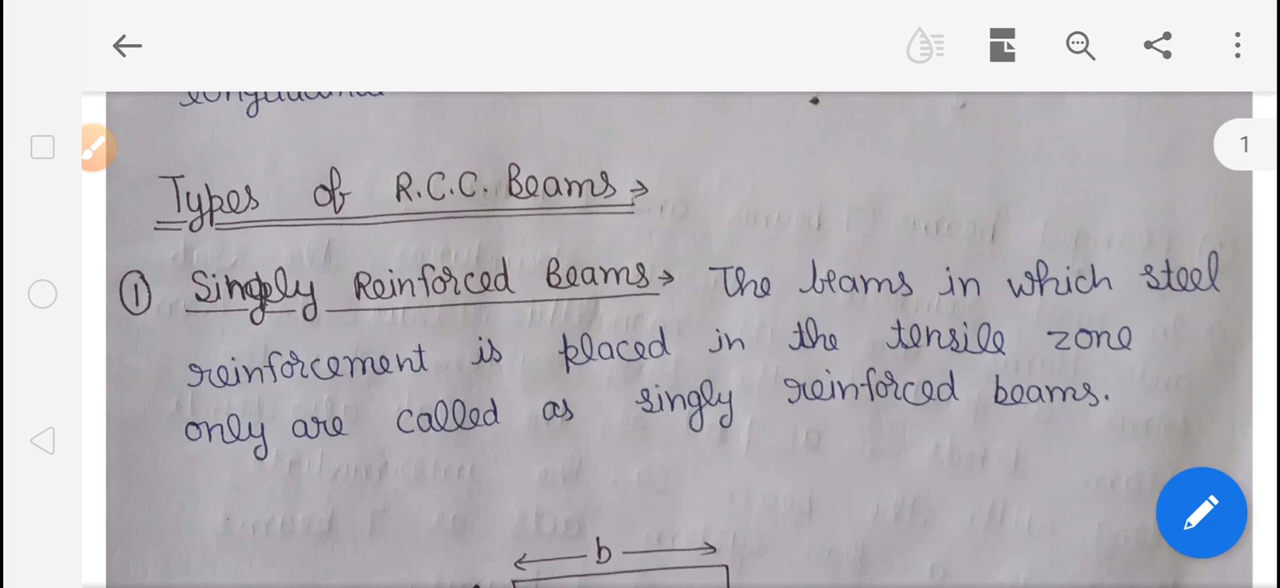 1
Types of R.C.C. Beams →
① Singly Reinforced Beams → The beams in which steel
reinforcement is placed in the tensile zone
only are called as singly reinforced beams.
b